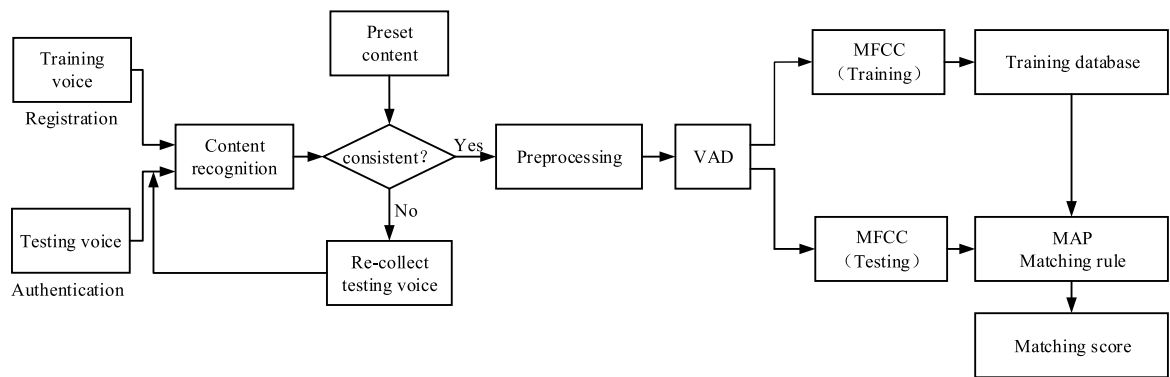 Training
voice
Registration
Testing voice
Authentication
Content
recognition
Preset
content
consistent？
Yes
No
Re-collect
testing voice
Preprocessing
VAD
MFCC
（Training）
Training database
MFCC
（Testing）
MAP
Matching rule
Matching score